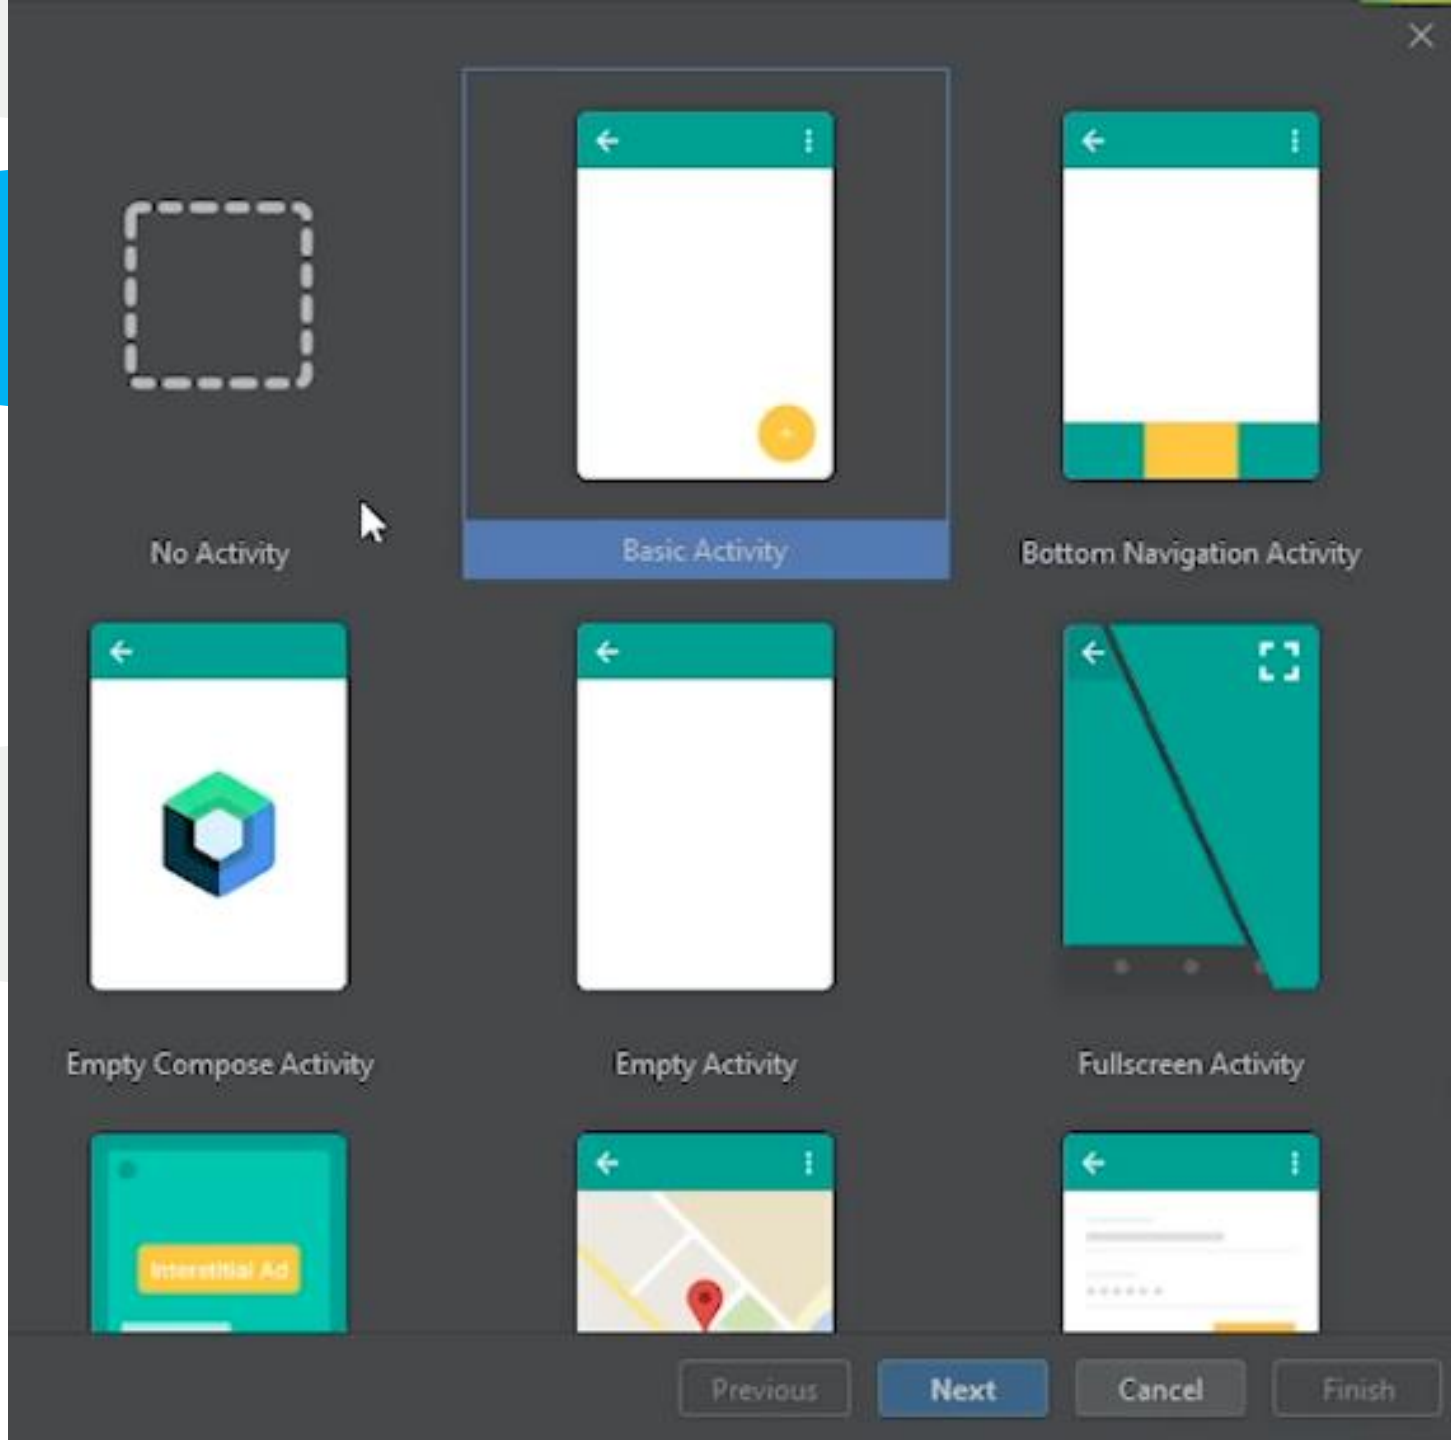 No Activity
Basic Activity
Bottom Navigation Activity
Empty Compose Activity
Empty Activity
Fullscreen Activity
Interstitial Ad
Previous
Next
Cancel
Finish